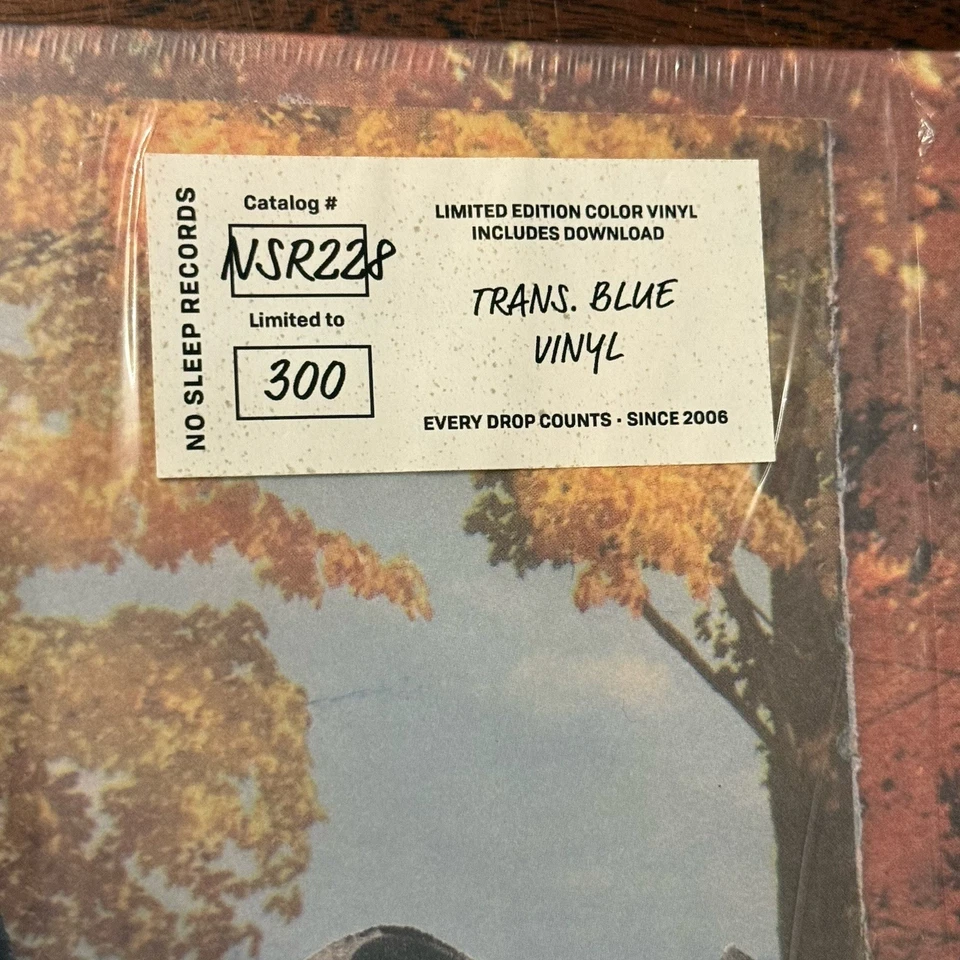 NO SLEEP RECORDS
Catalog #
NSR228
Limited to
300
LIMITED EDITION COLOR VINYL
INCLUDES DOWNLOAD
TRANS. BLUE
VINYL
EVERY DROP COUNTS · SINCE 2006